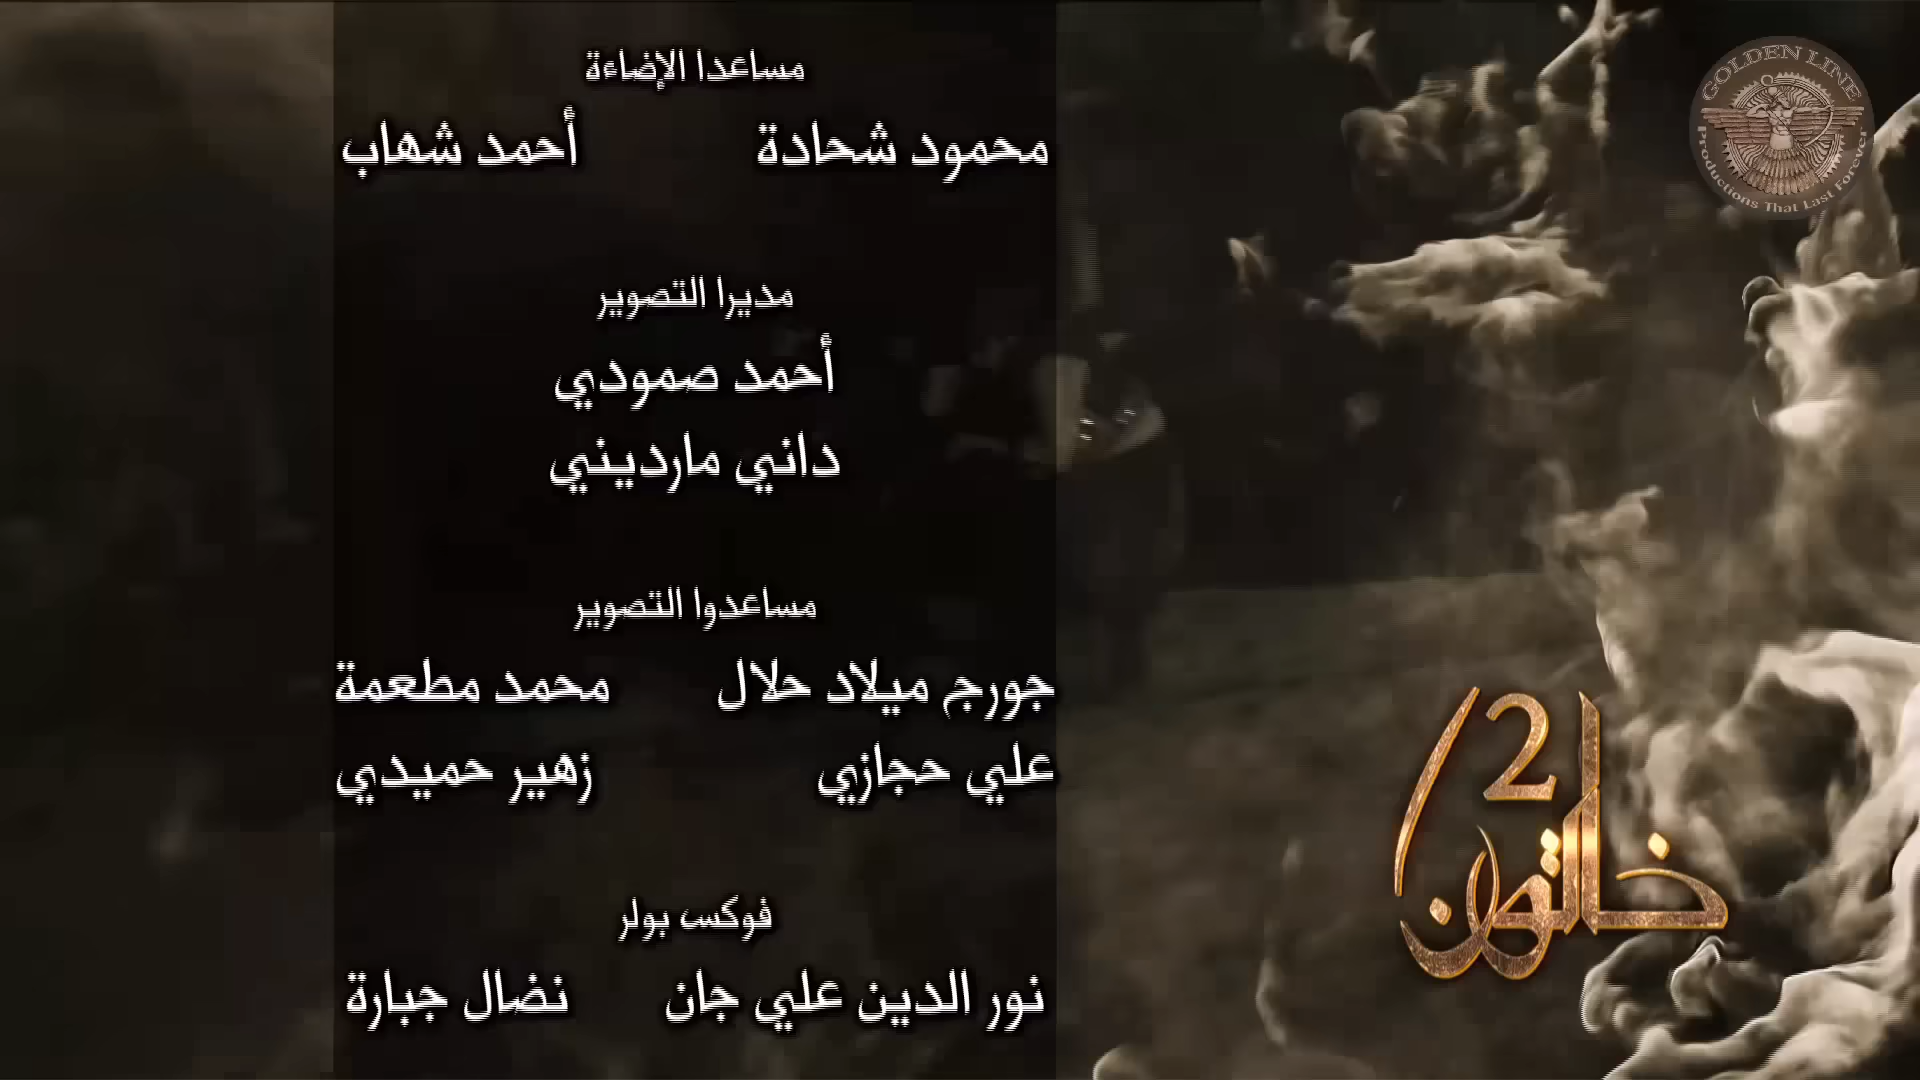 مساعدا الإضاءة
محمود شحادة أحمد شهاب
مديرا التصوير
أحمد صمودي
داني مارديني
مساعدوا التصوير
جورج ميلاد حلال محمد مطعمة
علي حجازي زهير حميدي
فوكس بولر
نور الدين علي جان نضال جبارة
GOLDEN LINE
Productions That Last Forever
2
خاتون